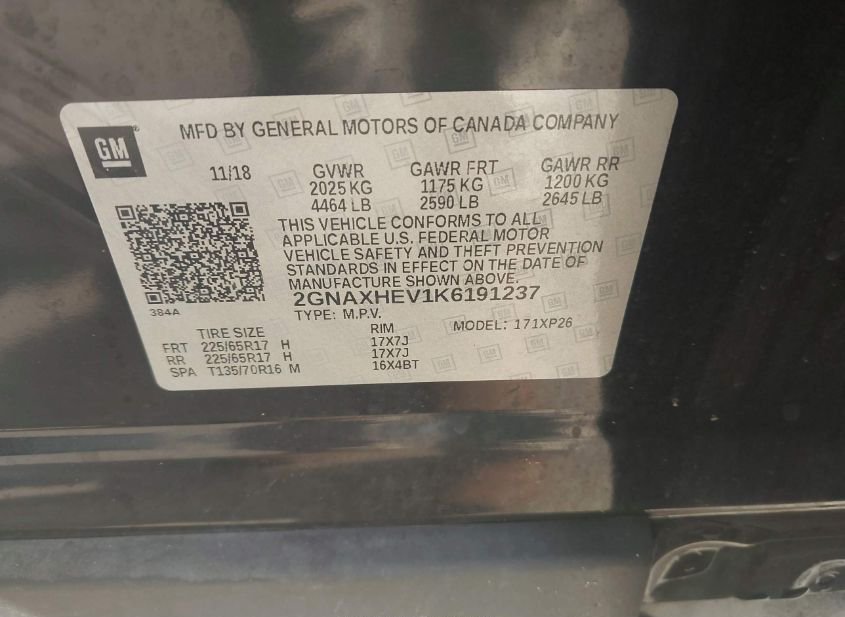 GM
MFD BY GENERAL MOTORS OF CANADA COMPANY
11/18 GVWR GAWR FRT GAWR RR
2025 KG 1175 KG 1200 KG
4464 LB 2590 LB 2645 LB
THIS VEHICLE CONFORMS TO ALL
APPLICABLE U.S. FEDERAL MOTOR
VEHICLE SAFETY AND THEFT PREVENTION
STANDARDS IN EFFECT ON THE DATE OF
MANUFACTURE SHOWN ABOVE.
2GNAXHEV1K6191237
384A
TYPE: M.P.V. MODEL: 171XP26
TIRE SIZE RIM
FRT 225/65R17 H 17X7J
RR 225/65R17 H 17X7J
SPA T135/70R16 M 16X4BT